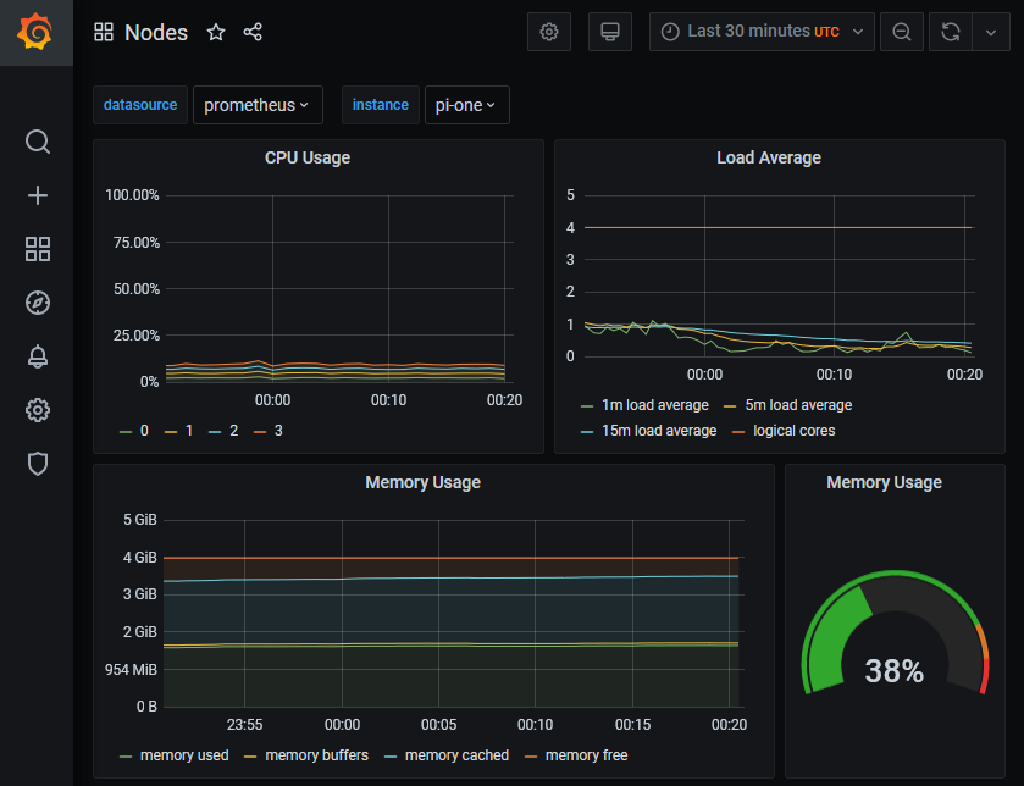 Nodes
Last 30 minutes UTC
datasource prometheus instance pi-one
CPU Usage
100.00%
75.00%
50.00%
25.00%
0%
00:00 00:10 00:20
0 1 2 3
Load Average
5
4
3
2
1
0
00:00 00:10 00:20
1m load average 5m load average
15m load average logical cores
Memory Usage
5 GiB
4 GiB
3 GiB
2 GiB
954 MiB
0 B
23:55 00:00 00:05 00:10 00:15 00:20
memory used memory buffers memory cached memory free
Memory Usage
38%